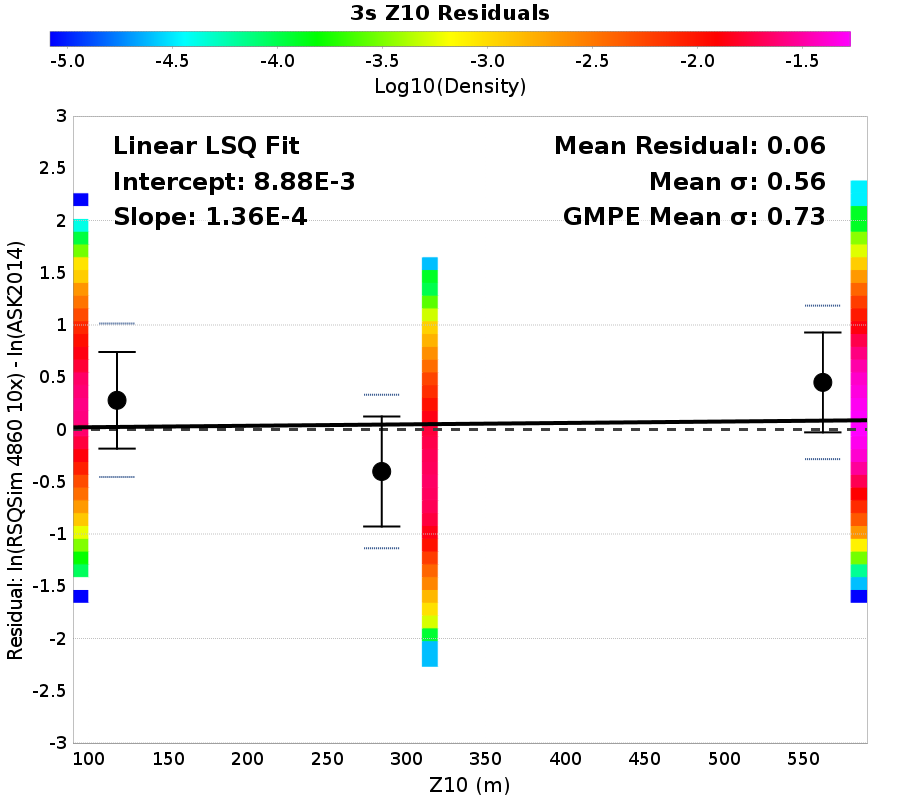 3s Z10 Residuals
-5.0 -4.5 -4.0 -3.5 -3.0 -2.5 -2.0 -1.5
Log10(Density)
Linear LSQ Fit
Intercept: 8.88E-3
Slope: 1.36E-4
Mean Residual: 0.06
Mean σ: 0.56
GMPE Mean σ: 0.73
Residual: ln(RSQSim 4860 10x) - ln(ASK2014)
3
2.5
2
1.5
1
0.5
0
-0.5
-1
-1.5
-2
-2.5
-3
100 150 200 250 300 350 400 450 500 550
Z10 (m)